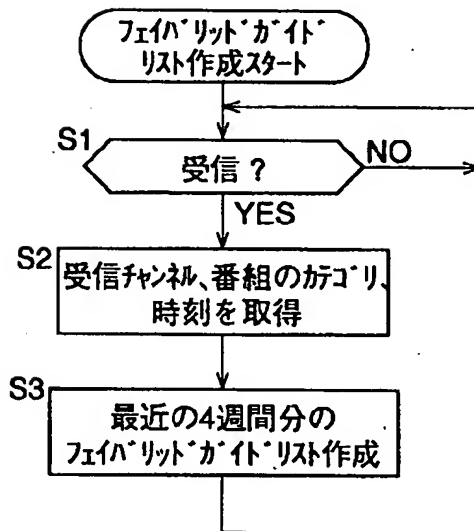 フェイバリットガイド
リスト作成スタート
S1
受信?
NO
YES
S2
受信チャンネル、番組のカテゴリ、
時刻を取得
S3
最近の4週間分の
フェイバリットガイドリスト作成